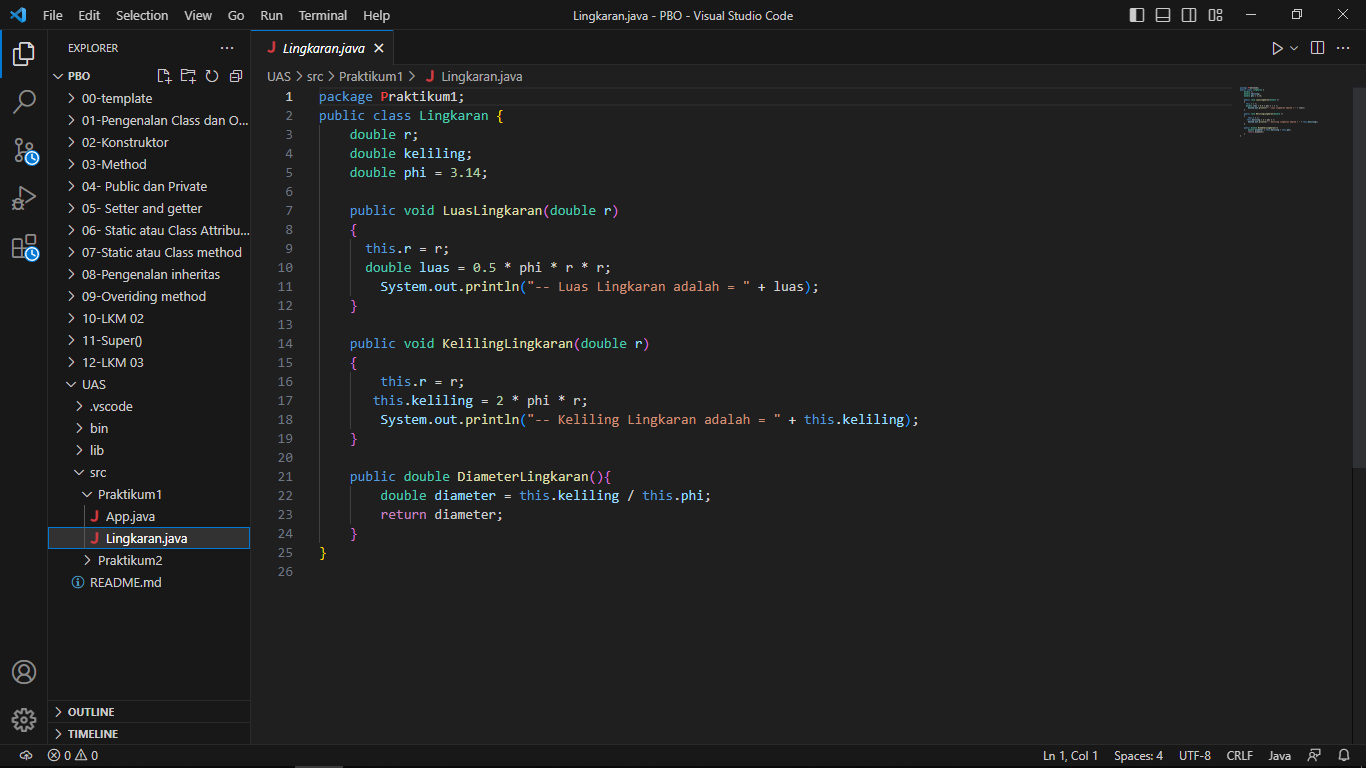 File Edit Selection View Go Run Terminal Help
Lingkaran.java - PBO - Visual Studio Code
EXPLORER
PBO
00-template
01-Pengenalan Class dan O...
02-Konstruktor
03-Method
04- Public dan Private
05- Setter and getter
06- Static atau Class Attribu...
07-Static atau Class method
08-Pengenalan inheritas
09-Overiding method
10-LKM 02
11-Super()
12-LKM 03
UAS
.vscode
bin
lib
src
Praktikum1
App.java
Lingkaran.java
Praktikum2
README.md
OUTLINE
TIMELINE
Lingkaran.java
UAS > src > Praktikum1 > Lingkaran.java
1 package Praktikum1;
2 public class Lingkaran {
3     double r;
4     double keliling;
5     double phi = 3.14;
6
7     public void LuasLingkaran(double r)
8     {
9       this.r = r;
10       double luas = 0.5 * phi * r * r;
11         System.out.println("-- Luas Lingkaran adalah = " + luas);
12     }
13
14     public void KelilingLingkaran(double r)
15     {
16         this.r = r;
17        this.keliling = 2 * phi * r;
18         System.out.println("-- Keliling Lingkaran adalah = " + this.keliling);
19     }
20
21     public double DiameterLingkaran(){
22         double diameter = this.keliling / this.phi;
23         return diameter;
24     }
25 }
26
0 0
Ln 1, Col 1 Spaces: 4 UTF-8 CRLF Java